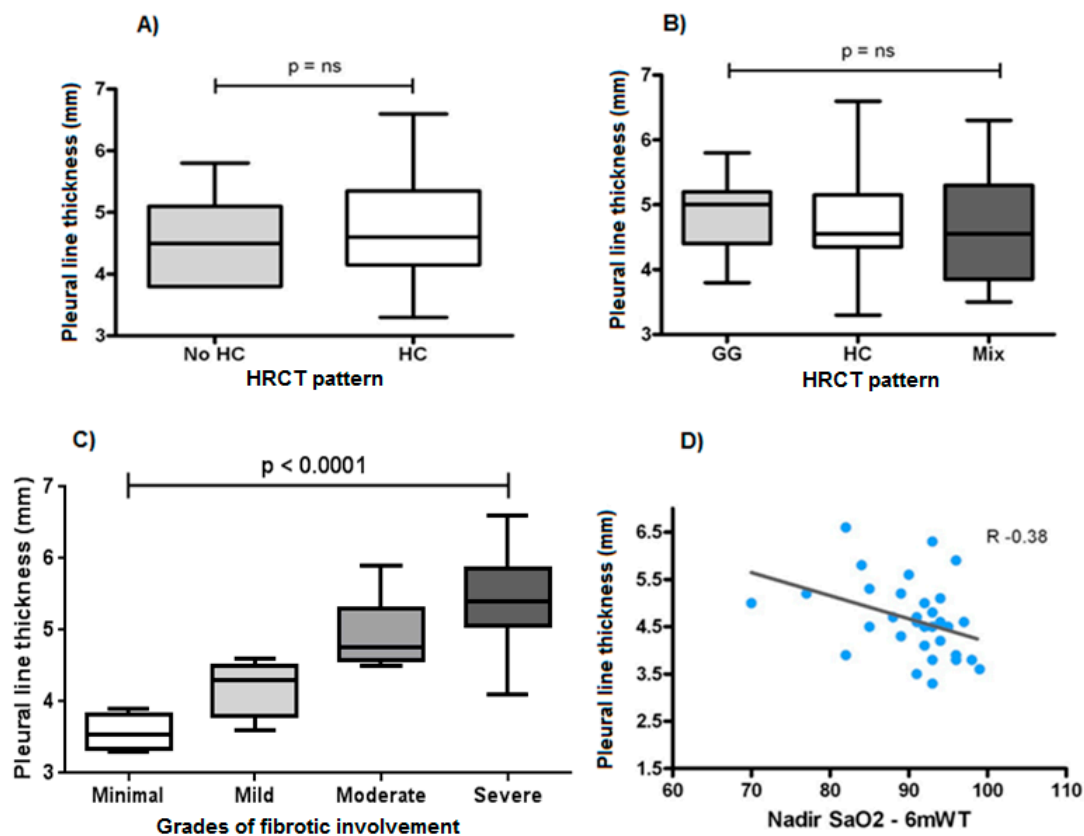 A)
p = ns
Pleural line thickness (mm)
7
6
5
4
3
No HC
HC
HRCT pattern
B)
p = ns
Pleural line thickness (mm)
7
6
5
4
3
GG
HC
Mix
HRCT pattern
C)
p < 0.0001
Pleural line thickness (mm)
7
6
5
4
3
Minimal
Mild
Moderate
Severe
Grades of fibrotic involvement
D)
R -0.38
Pleural line thickness (mm)
6.5
5.5
4.5
3.5
2.5
1.5
60
70
80
90
100
110
Nadir SaO2 - 6mWT